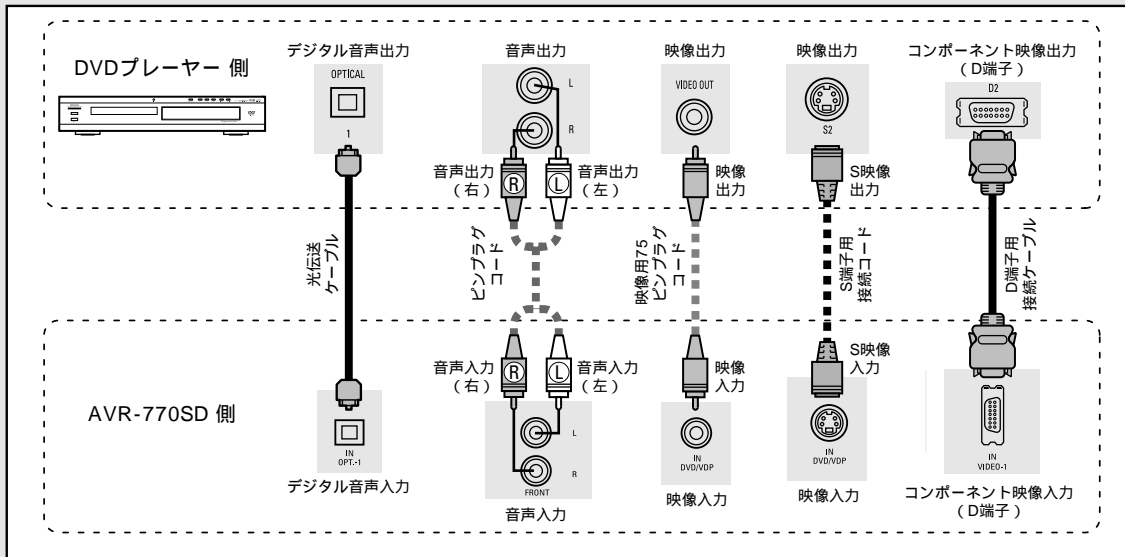 DVDプレーヤー 側
デジタル音声出力
OPTICAL
1
音声出力
L
R
映像出力
VIDEO OUT
映像出力
S2
コンポーネント映像出力
(D端子)
D2
音声出力
(右)
R
L
音声出力
(左)
映像
出力
S映像
出力
光伝送
ケーブル
ピンプラグ
コード
映像用75
ピンプラグ
コード
S端子用
接続コード
D端子用
接続ケーブル
AVR-770SD 側
音声入力
(右)
R
L
音声入力
(左)
映像
入力
S映像
入力
IN
OPT.-1
デジタル音声入力
L
R
FRONT
音声入力
IN
DVD/VDP
映像入力
IN
DVD/VDP
映像入力
IN
VIDEO-1
コンポーネント映像入力
(D端子)